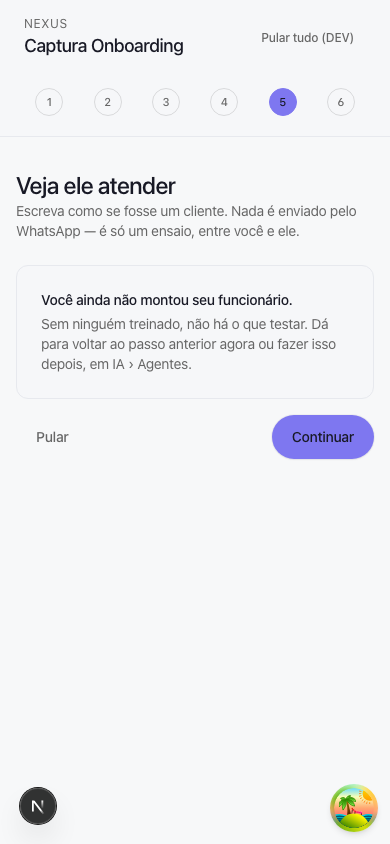 NEXUS
Captura Onboarding
Pular tudo (DEV)
1 2 3 4 5 6
Veja ele atender
Escreva como se fosse um cliente. Nada é enviado pelo
WhatsApp — é só um ensaio, entre você e ele.
Você ainda não montou seu funcionário.
Sem ninguém treinado, não há o que testar. Dá
para voltar ao passo anterior agora ou fazer isso
depois, em IA › Agentes.
Pular
Continuar
N